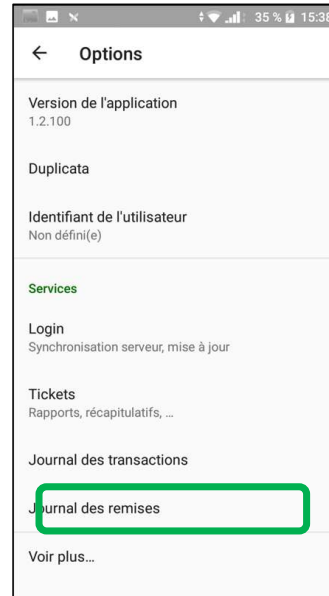 35 % 15:38
← Options
Version de l'application
1.2.100
Duplicata
Identifiant de l'utilisateur
Non défini(e)
Services
Login
Synchronisation serveur, mise à jour
Tickets
Rapports, récapitulatifs, ...
Journal des transactions
Journal des remises
Voir plus...